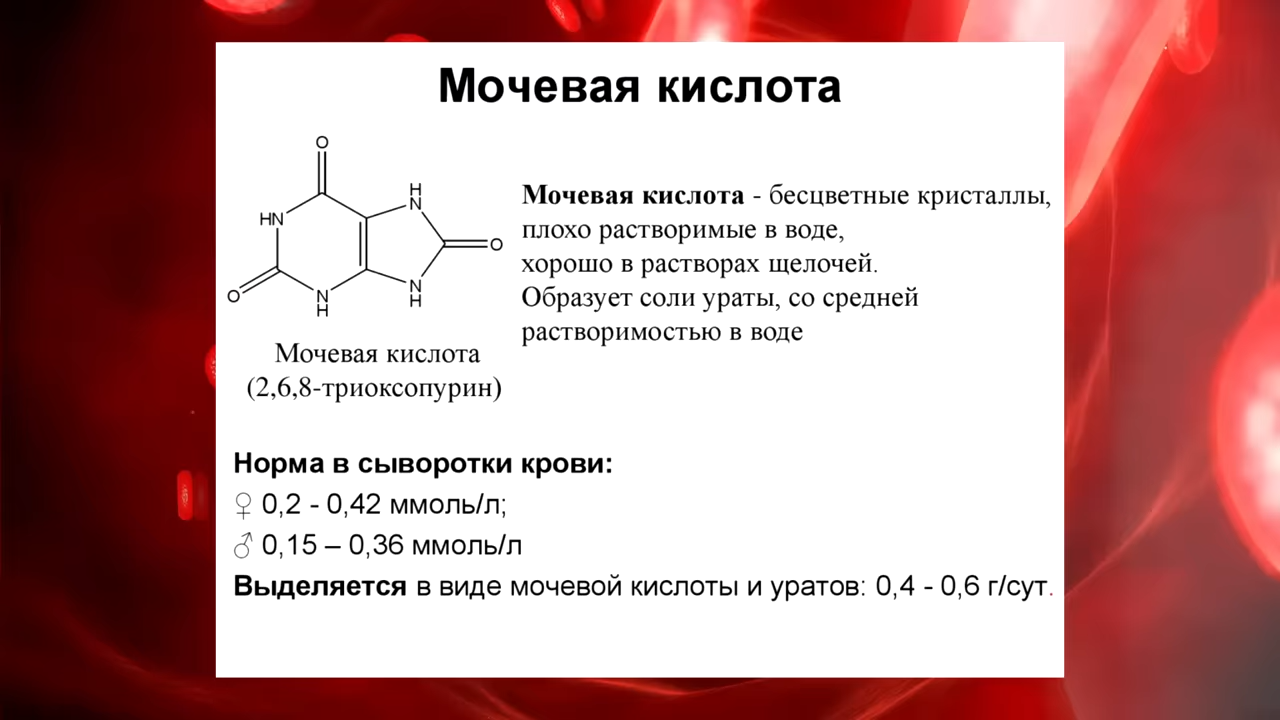 Мочевая кислота
O
H
N
HN
O
O
N
H
N
H
Мочевая кислота
(2,6,8-триоксопурин)
Мочевая кислота - бесцветные кристаллы,
плохо растворимые в воде,
хорошо в растворах щелочей.
Образует соли ураты, со средней
растворимостью в воде
Норма в сыворотки крови:
♀ 0,2 - 0,42 ммоль/л;
♂ 0,15 – 0,36 ммоль/л
Выделяется в виде мочевой кислоты и уратов: 0,4 - 0,6 г/сут.